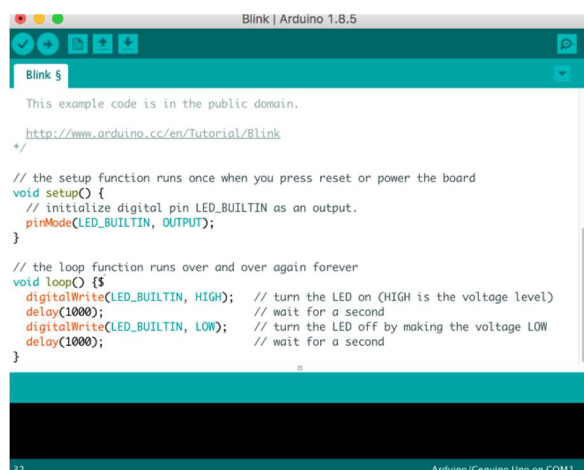 Blink | Arduino 1.8.5
Blink §
This example code is in the public domain.
http://www.arduino.cc/en/Tutorial/Blink
*/
// the setup function runs once when you press reset or power the board
void setup() {
// initialize digital pin LED_BUILTIN as an output.
pinMode(LED_BUILTIN, OUTPUT);
}
// the loop function runs over and over again forever
void loop() {$
digitalWrite(LED_BUILTIN, HIGH); // turn the LED on (HIGH is the voltage level)
delay(1000); // wait for a second
digitalWrite(LED_BUILTIN, LOW); // turn the LED off by making the voltage LOW
delay(1000); // wait for a second
}
32 Arduino/Genuino Uno on COM1